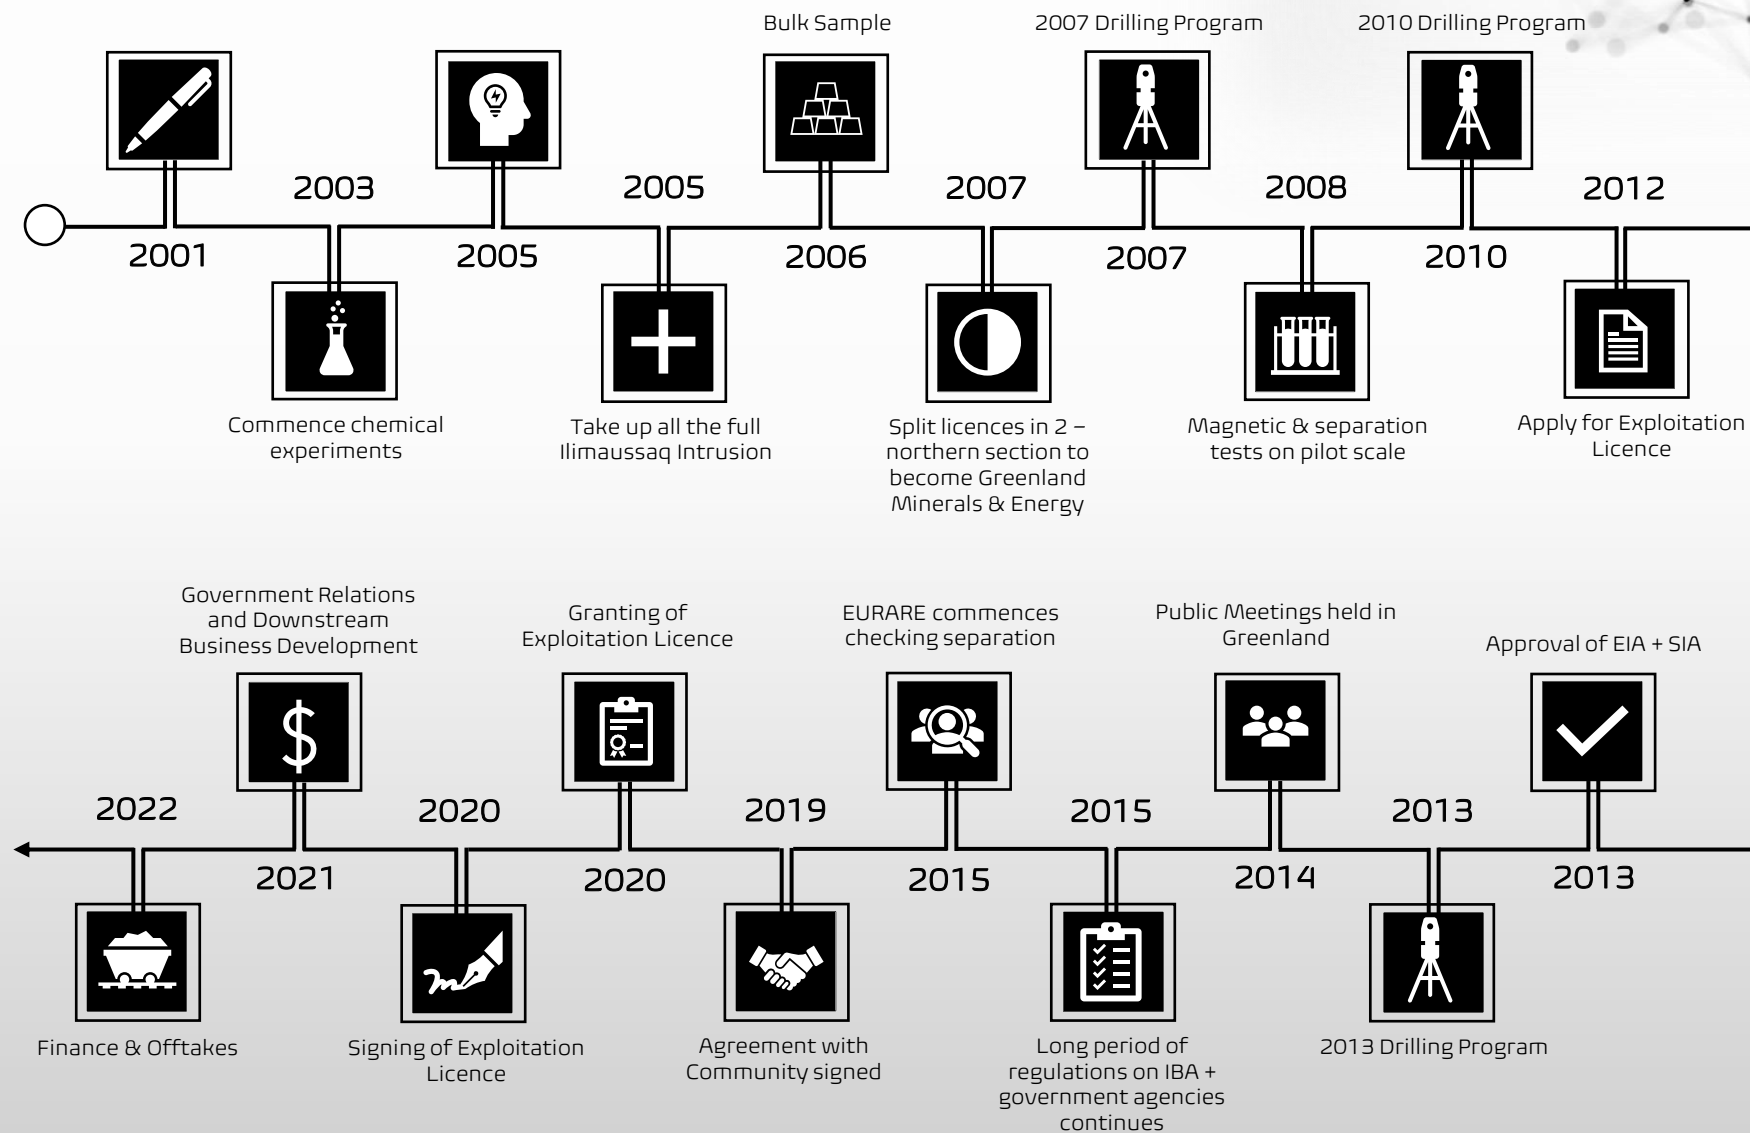 2001
2003
Commence chemical
experiments
2005
2005
Take up all the full
Ilimaussaq Intrusion
Bulk Sample
2006
2007
Split licences in 2 –
northern section to
become Greenland
Minerals & Energy
2007 Drilling Program
2007
2008
Magnetic & separation
tests on pilot scale
2010 Drilling Program
2010
2012
Apply for Exploitation
Licence
Approval of EIA + SIA
2013
2013
2013 Drilling Program
Public Meetings held in
Greenland
2014
2015
Long period of
regulations on IBA +
government agencies
continues
EURARE commences
checking separation
2015
2019
Agreement with
Community signed
Granting of
Exploitation Licence
2020
2020
Signing of Exploitation
Licence
Government Relations
and Downstream
Business Development
2021
2022
Finance & Offtakes